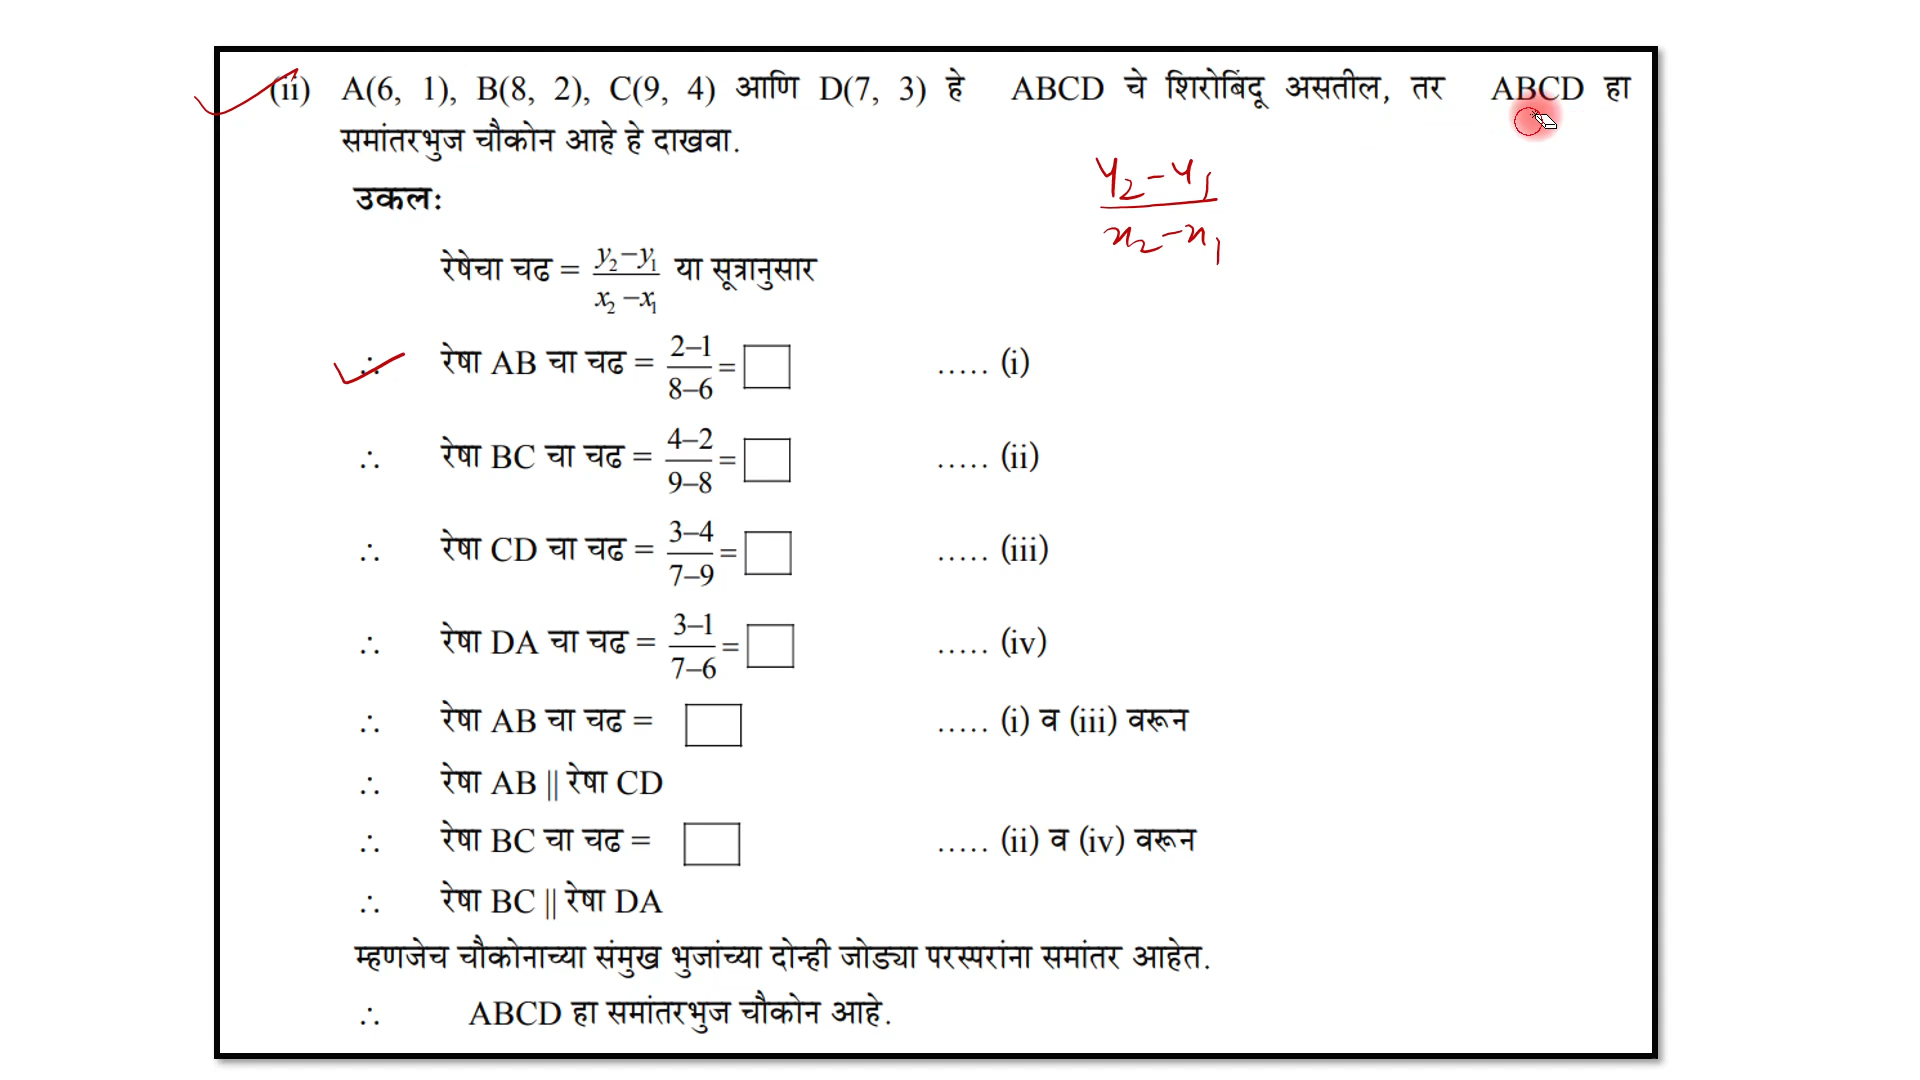 (ii) A(6, 1), B(8, 2), C(9, 4) आणि D(7, 3) हे ABCD चे शिरोबिंदू असतील, तर ABCD हा
समांतरभुज चौकोन आहे हे दाखवा.
y2-y1
x2-x1
उकल:
रेषेचा चढ = y₂–y₁ / x₂–x₁ या सूत्रानुसार
∴ रेषा AB चा चढ = 2–1 / 8–6 = ..... (i)
∴ रेषा BC चा चढ = 4–2 / 9–8 = ..... (ii)
∴ रेषा CD चा चढ = 3–4 / 7–9 = ..... (iii)
∴ रेषा DA चा चढ = 3–1 / 7–6 = ..... (iv)
∴ रेषा AB चा चढ = ..... (i) व (iii) वरून
∴ रेषा AB || रेषा CD
∴ रेषा BC चा चढ = ..... (ii) व (iv) वरून
∴ रेषा BC || रेषा DA
म्हणजेच चौकोनाच्या संमुख भुजांच्या दोन्ही जोड्या परस्परांना समांतर आहेत.
∴ ABCD हा समांतरभुज चौकोन आहे.